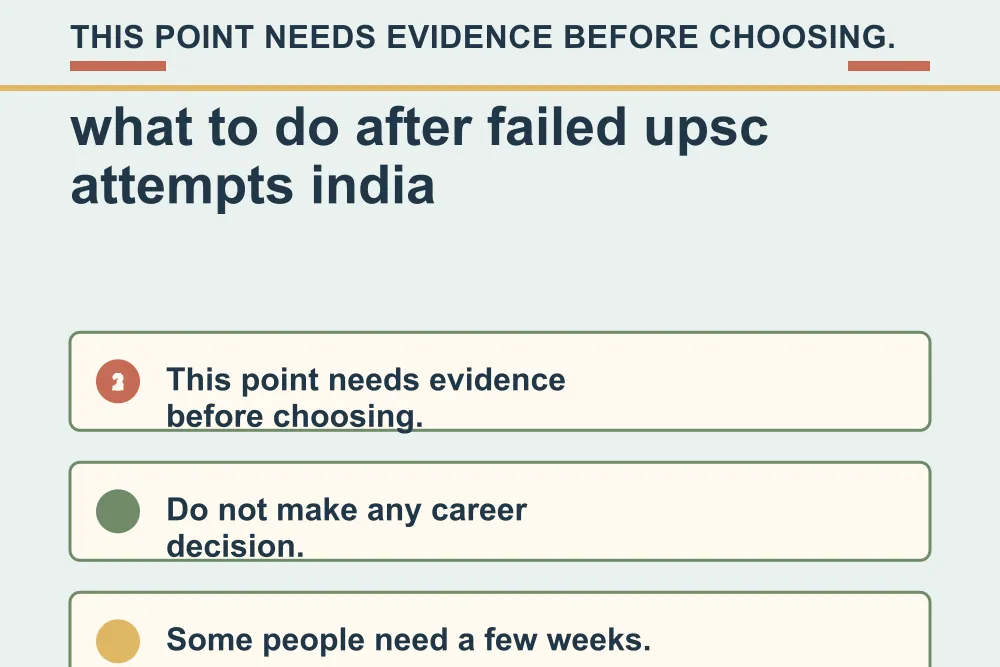 THIS POINT NEEDS EVIDENCE BEFORE CHOOSING.
what to do after failed upsc
attempts india
This point needs evidence
before choosing.
Do not make any career
decision.
Some people need a few weeks.